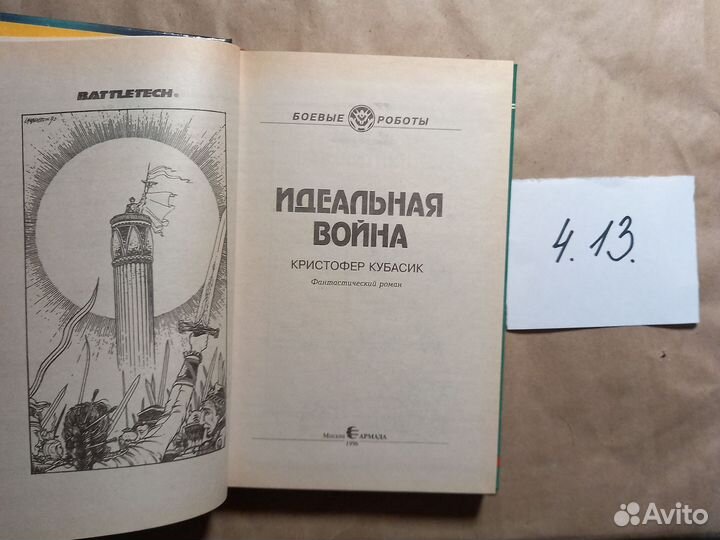 BATTLETECH®
БОЕВЫЕ РОБОТЫ
ИДЕАЛЬНАЯ
ВОЙНА
КРИСТОФЕР КУБАСИК
Фантастический роман
Москва АРМАДА
1996
4.13.
Avito